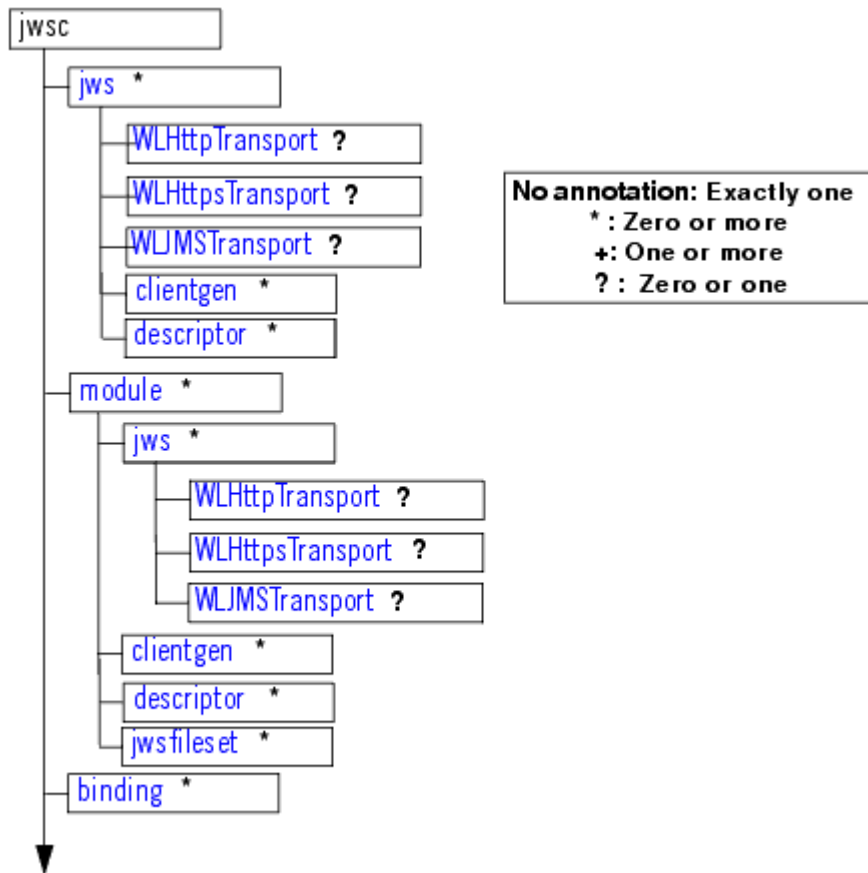 jwsc
jws *
WLHttpTransport ?
WLHttpsTransport ?
WLJMSTransport ?
clientgen *
descriptor *
module *
jws *
WLHttpTransport ?
WLHttpsTransport ?
WLJMSTransport ?
clientgen *
descriptor *
jwsfileset *
binding *
No annotation: Exactly one
* : Zero or more
+: One or more
? : Zero or one